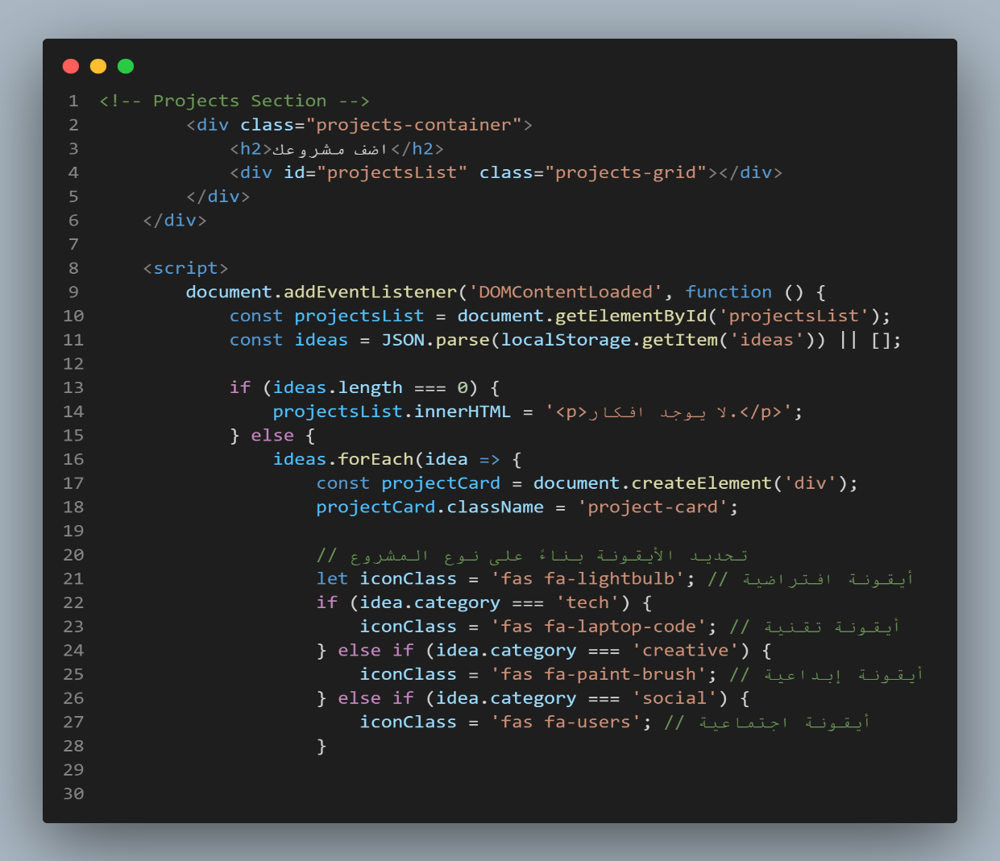 1 <!-- Projects Section -->
2 <div class="projects-container">
3 <h2>اضف مشروعك</h2>
4 <div id="projectsList" class="projects-grid"></div>
5 </div>
6 </div>
7
8 <script>
9 document.addEventListener('DOMContentLoaded', function () {
10 const projectsList = document.getElementById('projectsList');
11 const ideas = JSON.parse(localStorage.getItem('ideas')) || [];
12
13 if (ideas.length === 0) {
14 projectsList.innerHTML = '<p>لا يوجد افكار.</p>';
15 } else {
16 ideas.forEach(idea => {
17 const projectCard = document.createElement('div');
18 projectCard.className = 'project-card';
19
20 // تحديد الأيقونة بناءً على نوع المشروع
21 let iconClass = 'fas fa-lightbulb'; // أيقونة افتراضية
22 if (idea.category === 'tech') {
23 iconClass = 'fas fa-laptop-code'; // أيقونة تقنية
24 } else if (idea.category === 'creative') {
25 iconClass = 'fas fa-paint-brush'; // أيقونة إبداعية
26 } else if (idea.category === 'social') {
27 iconClass = 'fas fa-users'; // أيقونة اجتماعية
28 }
29
30